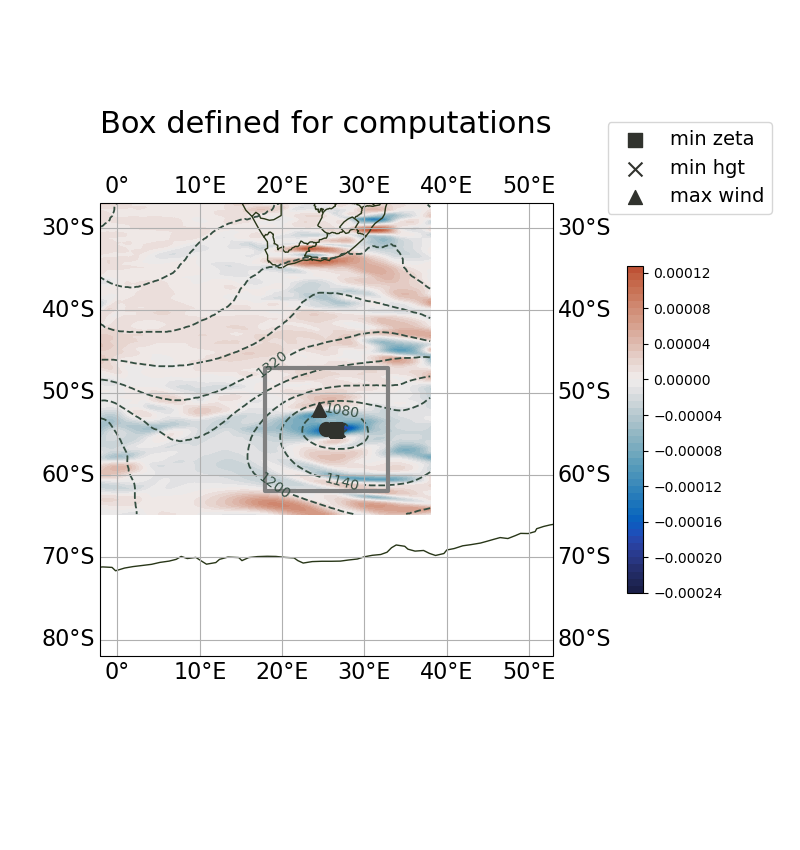 Box defined for computations
min zeta
min hgt
max wind
0° 10°E 20°E 30°E 40°E 50°E
30°S 30°S
40°S 40°S
50°S 50°S
60°S 60°S
70°S 70°S
80°S 80°S
1320
1080
1140
1200
0° 10°E 20°E 30°E 40°E 50°E
0.00012
0.00008
0.00004
0.00000
−0.00004
−0.00008
−0.00012
−0.00016
−0.00020
−0.00024